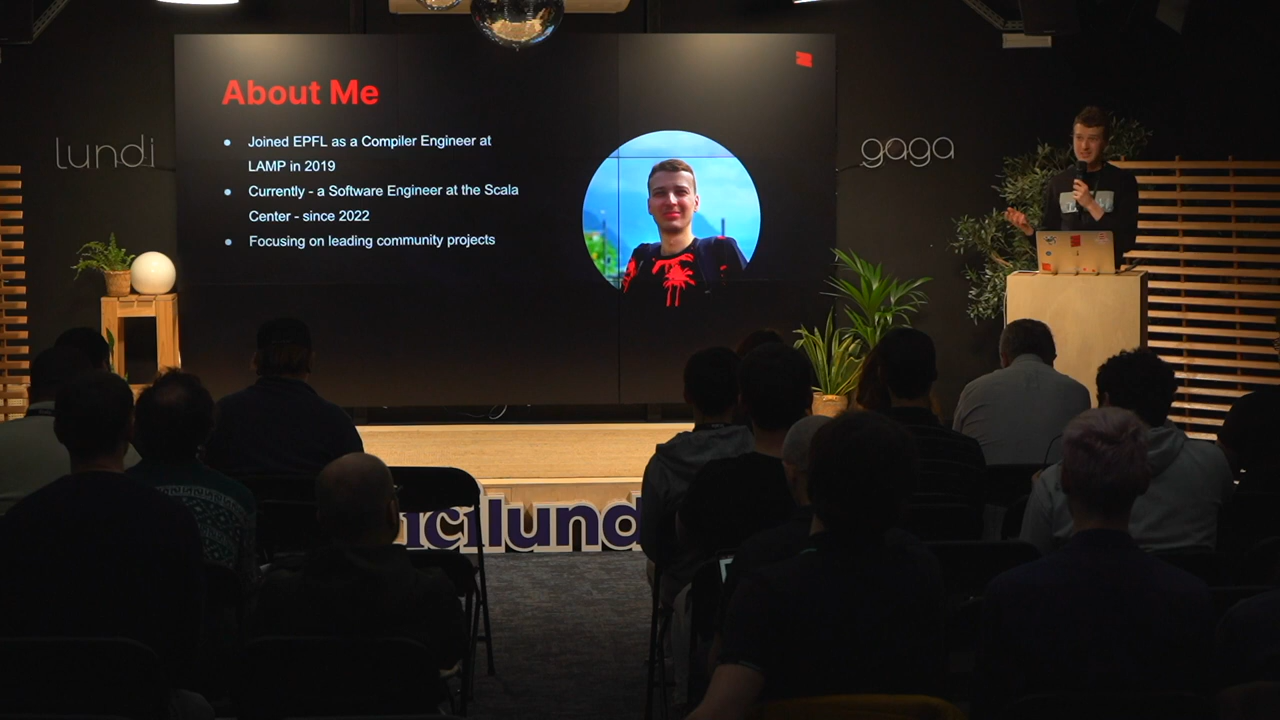 About Me
• Joined EPFL as a Compiler Engineer at
LAMP in 2019
• Currently - a Software Engineer at the Scala
Center - since 2022
• Focusing on leading community projects
lundi
gaga
icilundi